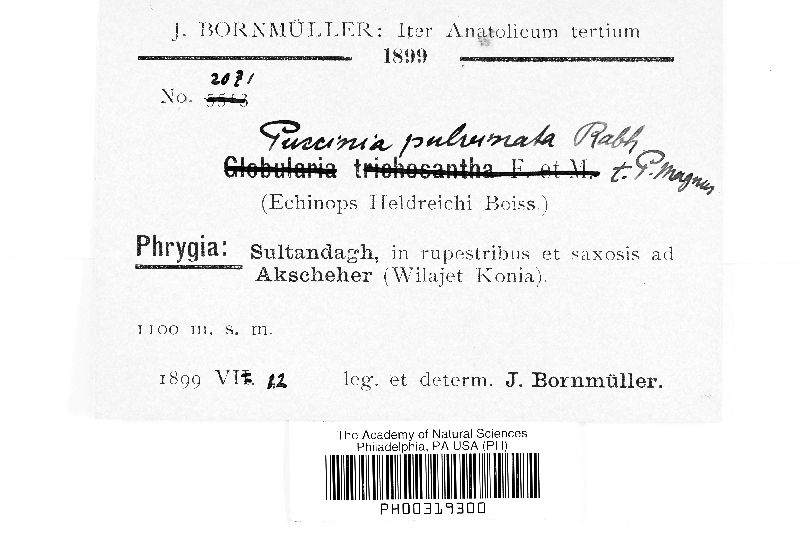 J. BORNMÜLLER: Iter Anatolicum tertium
1899
2071
No. 5513
Puccinia pulvinata Rabh
Globularia trichosantha F. et M. t. P. Magnus
(Echinops Heldreichi Boiss.)
Phrygia: Sultandagh, in rupestribus et saxosis ad
Akscheher (Wilajet Konia).
1100 m. s. m.
1899 VII. 12 leg. et determ. J. Bornmüller.
The Academy of Natural Sciences
Philadelphia, PA USA (PH)
PH00319300